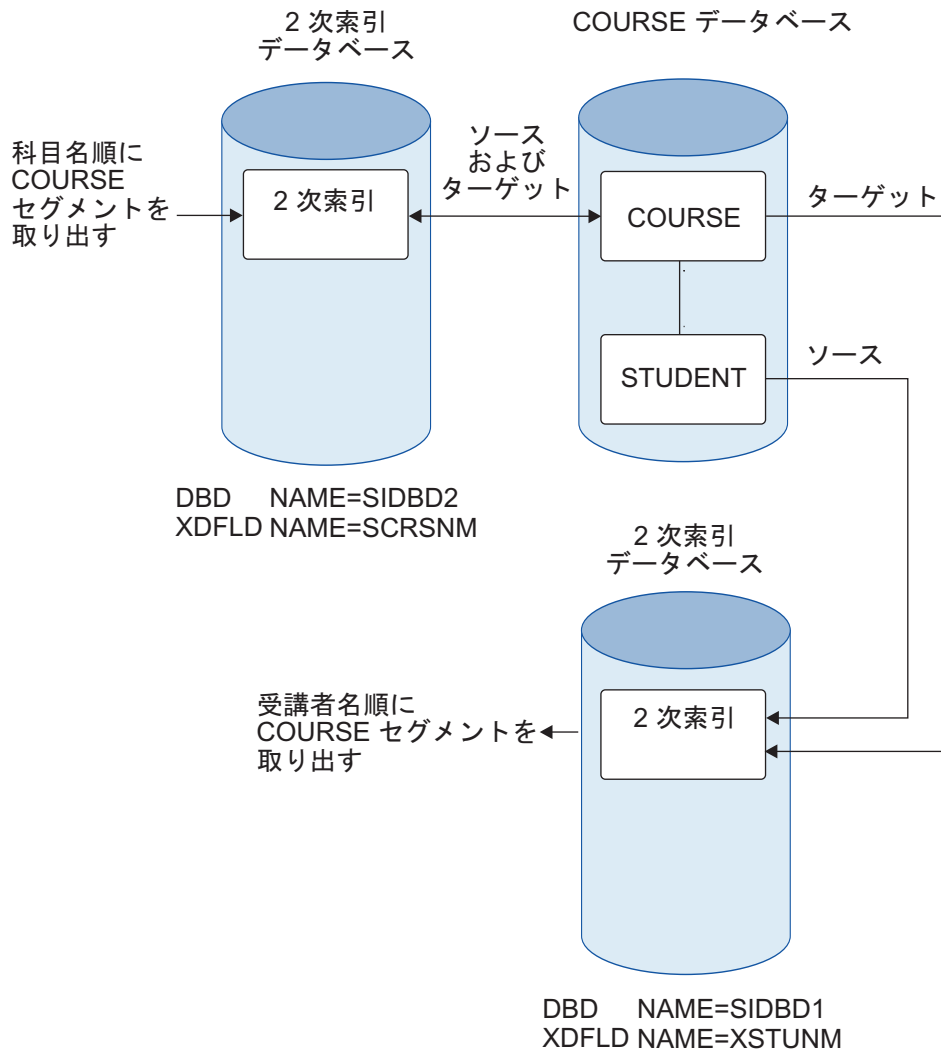 2 次索引
データベース
COURSE データベース
科目名順に
COURSE
セグメントを
取り出す
2 次索引
ソース
および
ターゲット
COURSE
ターゲット
STUDENT
ソース
DBD NAME=SIDBD2
XDFLD NAME=SCRSNM
2 次索引
データベース
受講者名順に
COURSE セグメントを
取り出す
2 次索引
DBD NAME=SIDBD1
XDFLD NAME=XSTUNM